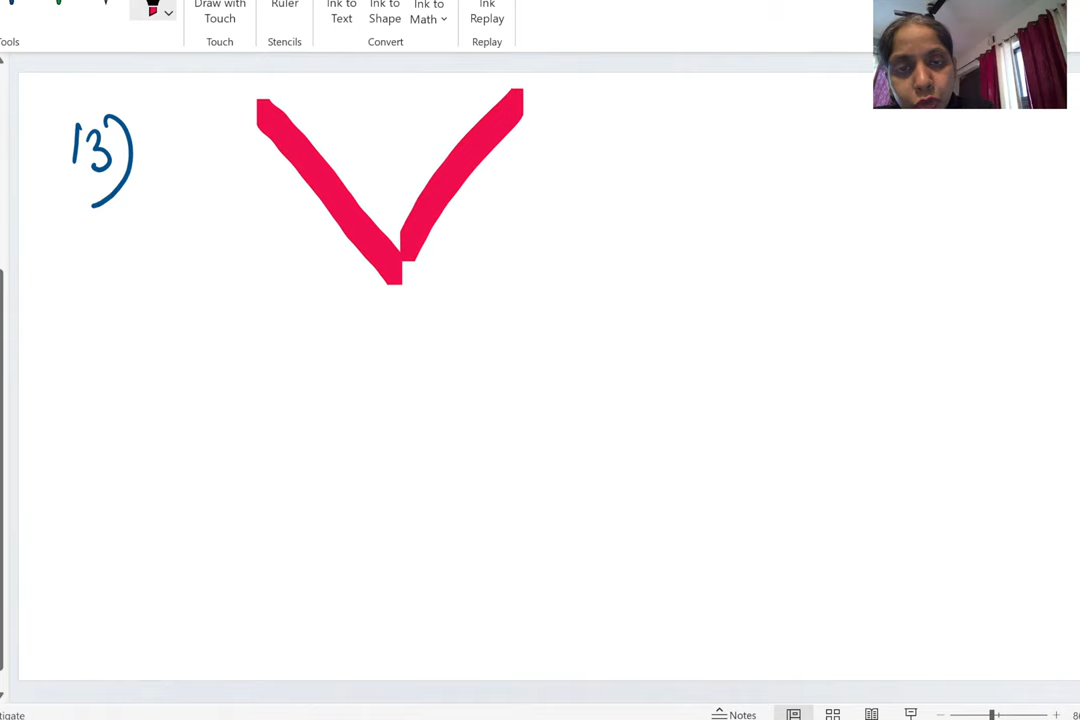 Draw with Touch
Ruler
Ink to Text
Ink to Shape
Ink to Math
Ink Replay
Tools
Touch
Stencils
Convert
Replay
13)
Notes